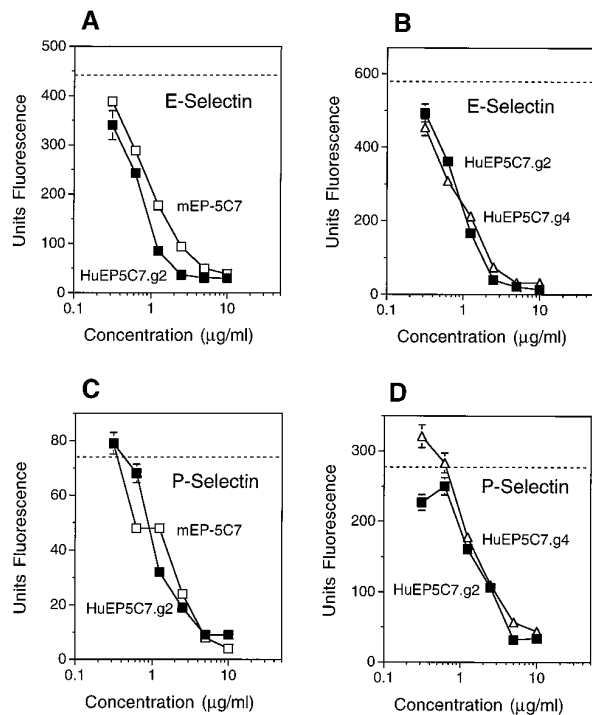 A
500
400
300
200
100
0
Units Fluorescence
E-Selectin
mEP-5C7
HuEP5C7.g2
0.1 1 10
Concentration (μg/ml)
B
600
400
200
0
Units Fluorescence
E-Selectin
HuEP5C7.g2
HuEP5C7.g4
0.1 1 10
Concentration (μg/ml)
C
80
60
40
20
0
Units Fluorescence
P-Selectin
mEP-5C7
HuEP5C7.g2
0.1 1 10
Concentration (μg/ml)
D
300
200
100
0
Units Fluorescence
P-Selectin
HuEP5C7.g4
HuEP5C7.g2
0.1 1 10
Concentration (μg/ml)